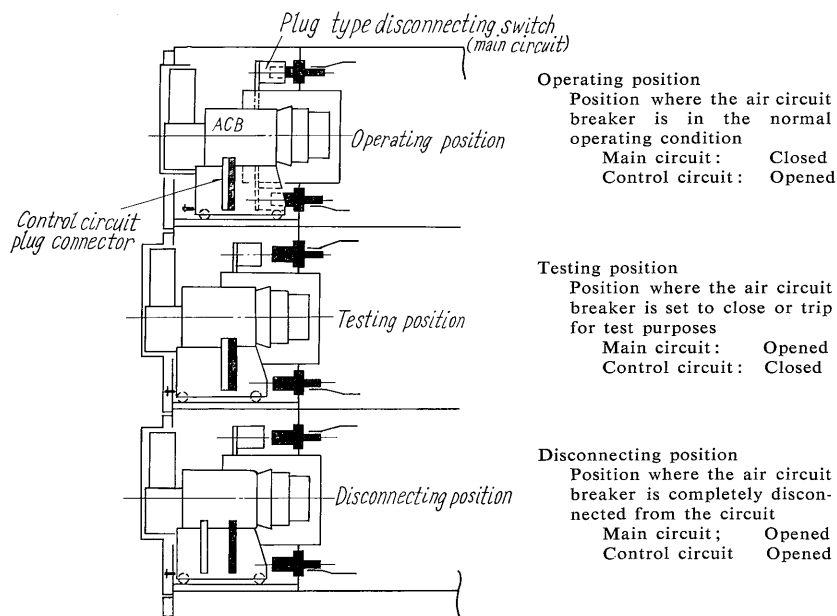 Plug type disconnecting switch
(main circuit)
ACB
Operating position
Control circuit
plug connector
Testing position
Disconnecting position
Operating position
Position where the air circuit
breaker is in the normal
operating condition
Main circuit : Closed
Control circuit : Opened
Testing position
Position where the air circuit
breaker is set to close or trip
for test purposes
Main circuit : Opened
Control circuit : Closed
Disconnecting position
Position where the air circuit
breaker is completely discon-
nected from the circuit
Main circuit ; Opened
Control circuit Opened